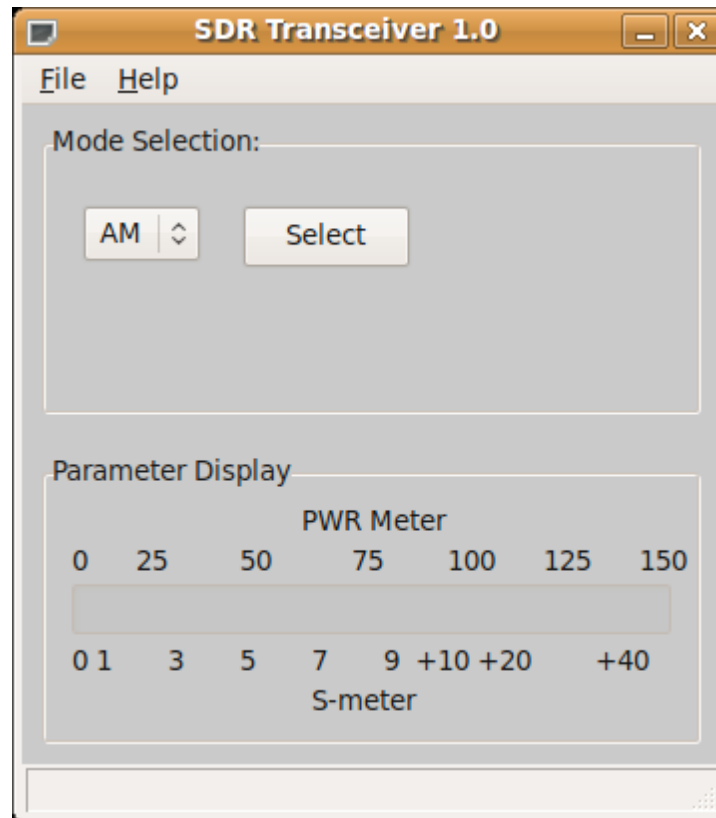 SDR Transceiver 1.0
File Help
Mode Selection:
AM Select
Parameter Display
PWR Meter
0 25 50 75 100 125 150
0 1 3 5 7 9 +10 +20 +40
S-meter